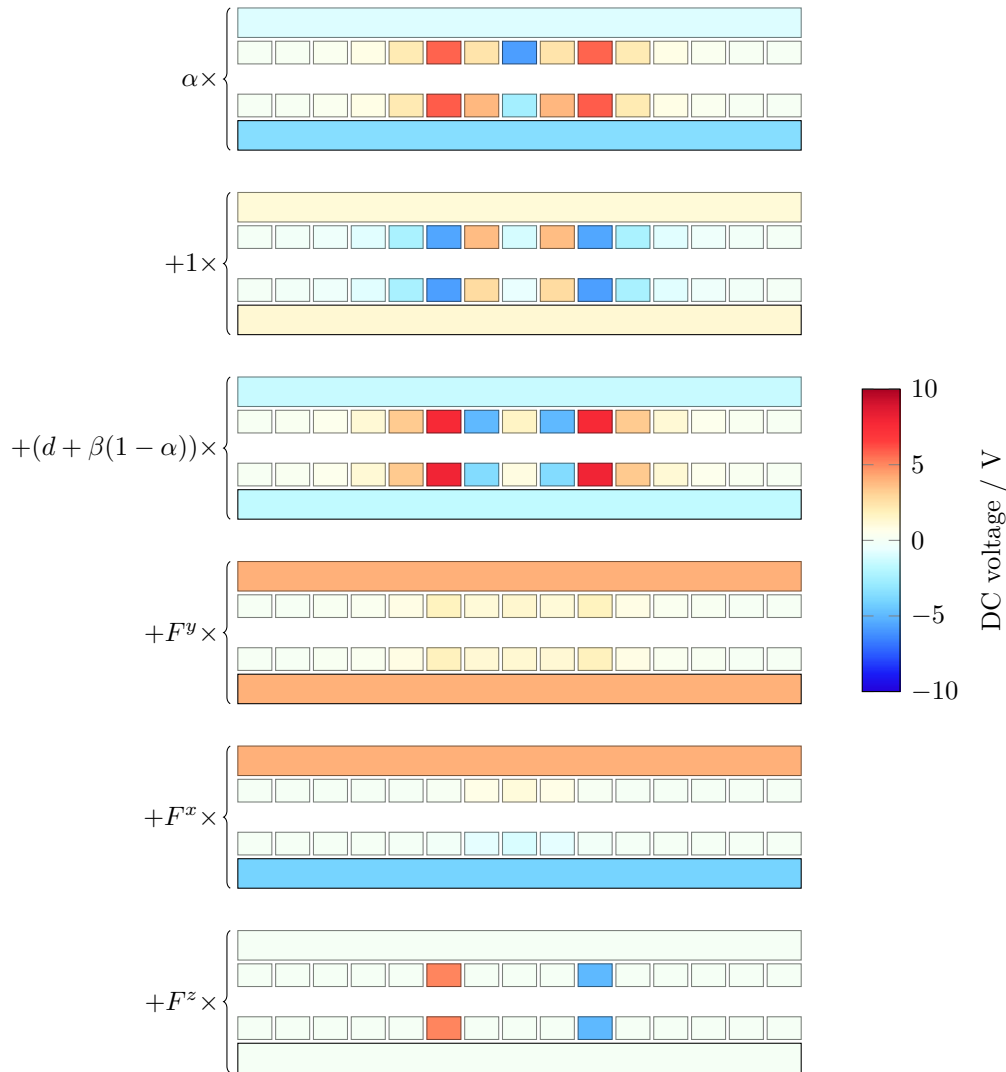 α×
+1×
+(d + β(1 − α))×
+F^y×
+F^x×
+F^z×
10
5
0
−5
−10
DC voltage / V